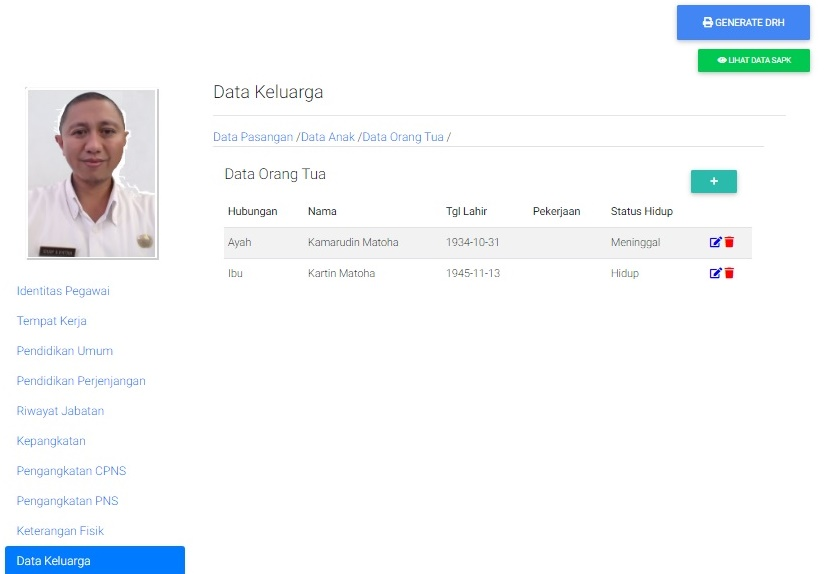 GENERATE DRH
LIHAT DATA SAPK
Data Keluarga
Data Pasangan /Data Anak /Data Orang Tua /
Data Orang Tua
+
Hubungan Nama Tgl Lahir Pekerjaan Status Hidup
Ayah Kamarudin Matoha 1934-10-31 Meninggal
Ibu Kartin Matoha 1945-11-13 Hidup
Identitas Pegawai
Tempat Kerja
Pendidikan Umum
Pendidikan Perjenjangan
Riwayat Jabatan
Kepangkatan
Pengangkatan CPNS
Pengangkatan PNS
Keterangan Fisik
Data Keluarga